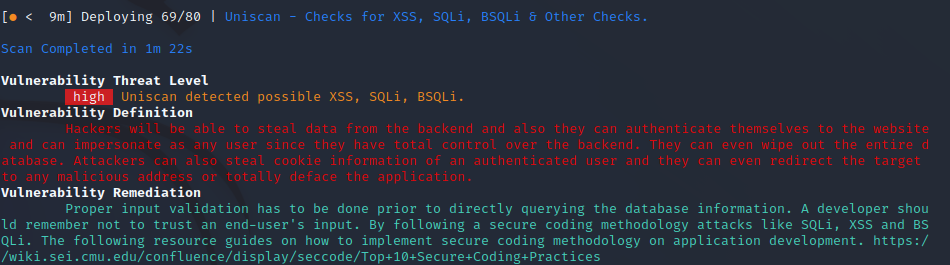 [● < 9m] Deploying 69/80 | Uniscan - Checks for XSS, SQLi, BSQLi & Other Checks.
Scan Completed in 1m 22s
Vulnerability Threat Level
high Uniscan detected possible XSS, SQLi, BSQLi.
Vulnerability Definition
Hackers will be able to steal data from the backend and also they can authenticate themselves to the website
and can impersonate as any user since they have total control over the backend. They can even wipe out the entire d
atabase. Attackers can also steal cookie information of an authenticated user and they can even redirect the target
to any malicious address or totally deface the application.
Vulnerability Remediation
Proper input validation has to be done prior to directly querying the database information. A developer shou
ld remember not to trust an end-user's input. By following a secure coding methodology attacks like SQLi, XSS and BS
QLi. The following resource guides on how to implement secure coding methodology on application development. https:/
/wiki.sei.cmu.edu/confluence/display/seccode/Top+10+Secure+Coding+Practices